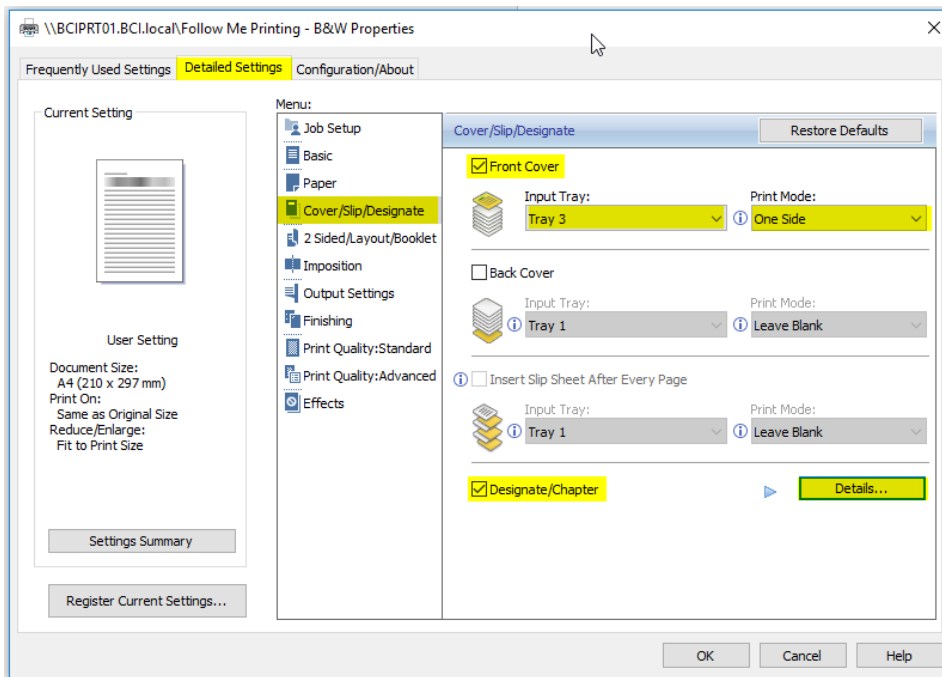 \\BCIPRT01.BCI.local\Follow Me Printing - B&W Properties
Frequently Used Settings
Detailed Settings
Configuration/About
Current Setting
User Setting
Document Size:
A4 (210 x 297 mm)
Print On:
Same as Original Size
Reduce/Enlarge:
Fit to Print Size
Settings Summary
Register Current Settings...
Menu:
Job Setup
Basic
Paper
Cover/Slip/Designate
2 Sided/Layout/Booklet
Imposition
Output Settings
Finishing
Print Quality:Standard
Print Quality:Advanced
Effects
Cover/Slip/Designate
Restore Defaults
Front Cover
Input Tray:
Print Mode:
Tray 3
One Side
Back Cover
Input Tray:
Print Mode:
Tray 1
Leave Blank
Insert Slip Sheet After Every Page
Input Tray:
Print Mode:
Tray 1
Leave Blank
Designate/Chapter
Details...
OK
Cancel
Help